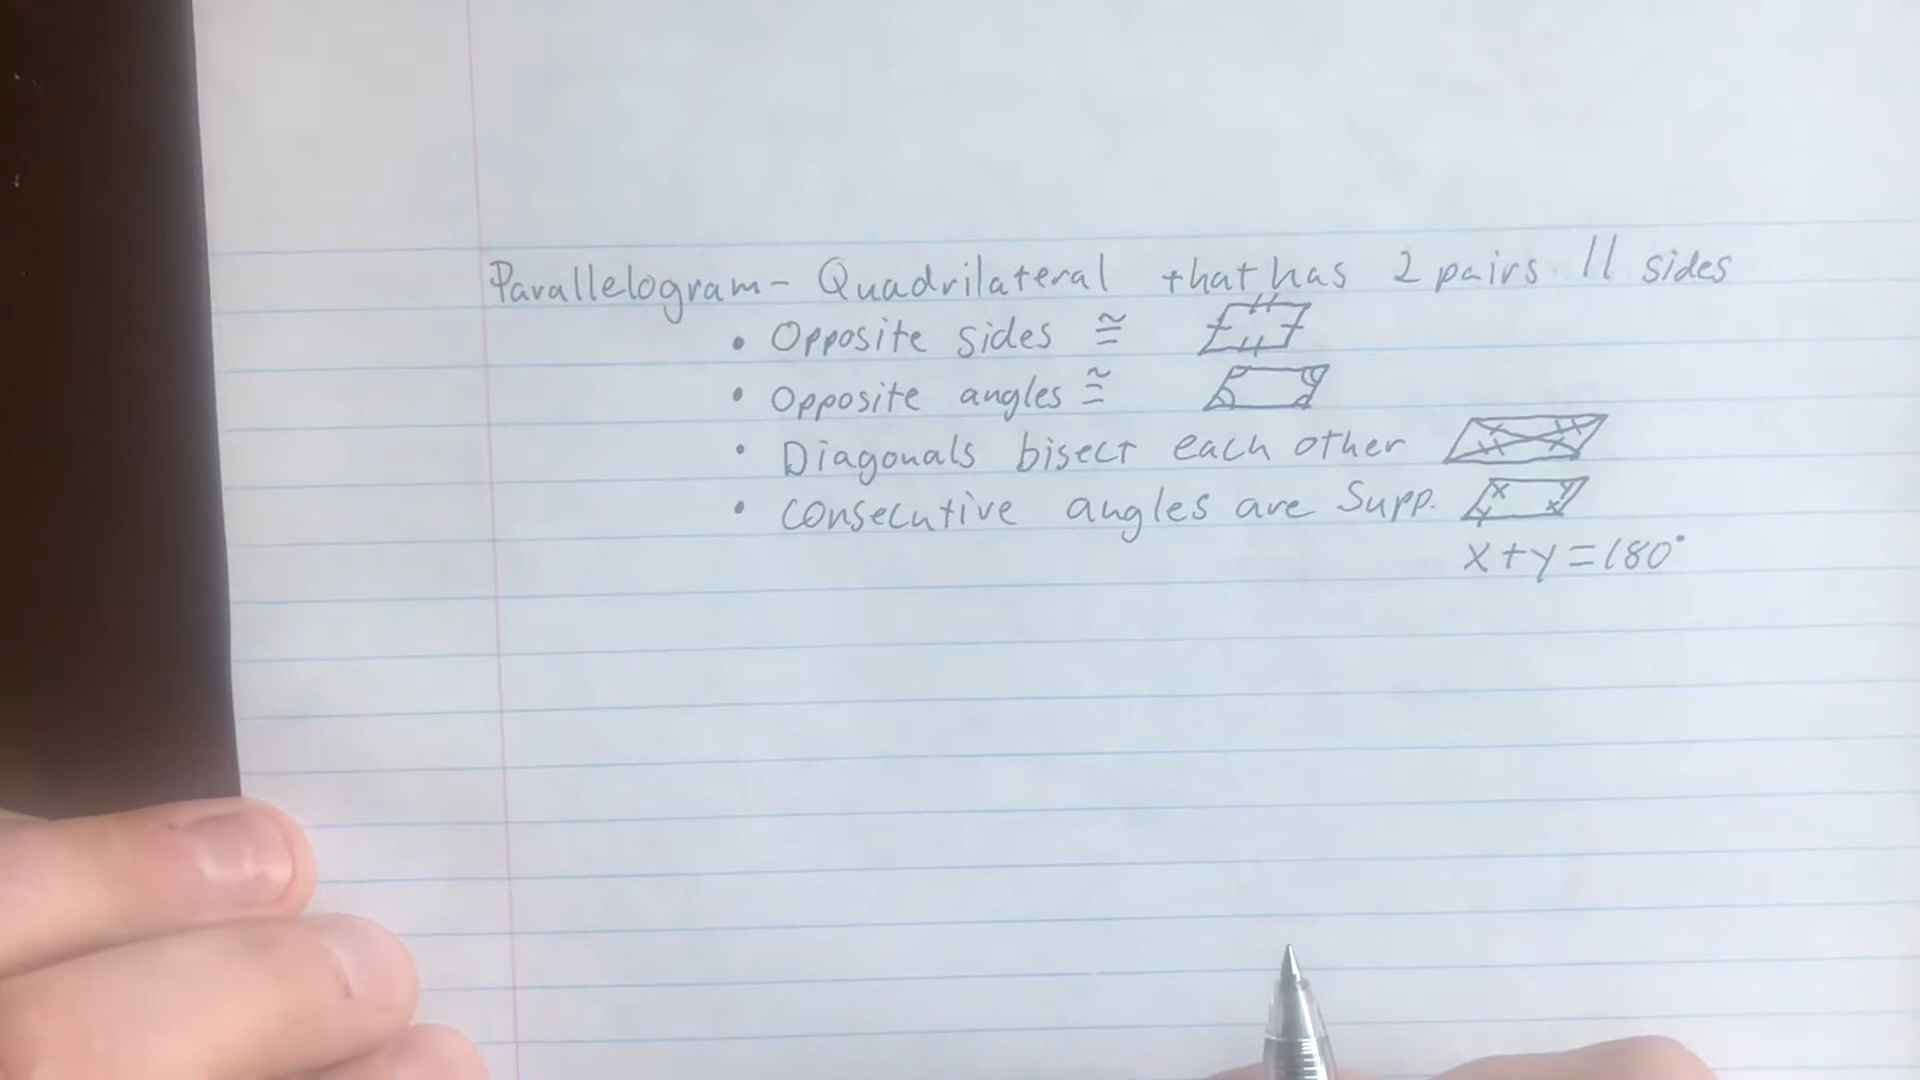 Parallelogram - Quadrilateral that has 2 pairs || sides
• Opposite sides ≅
• Opposite angles ≅
• Diagonals bisect each other
• Consecutive angles are Supp. x y x y
x + y = 180°